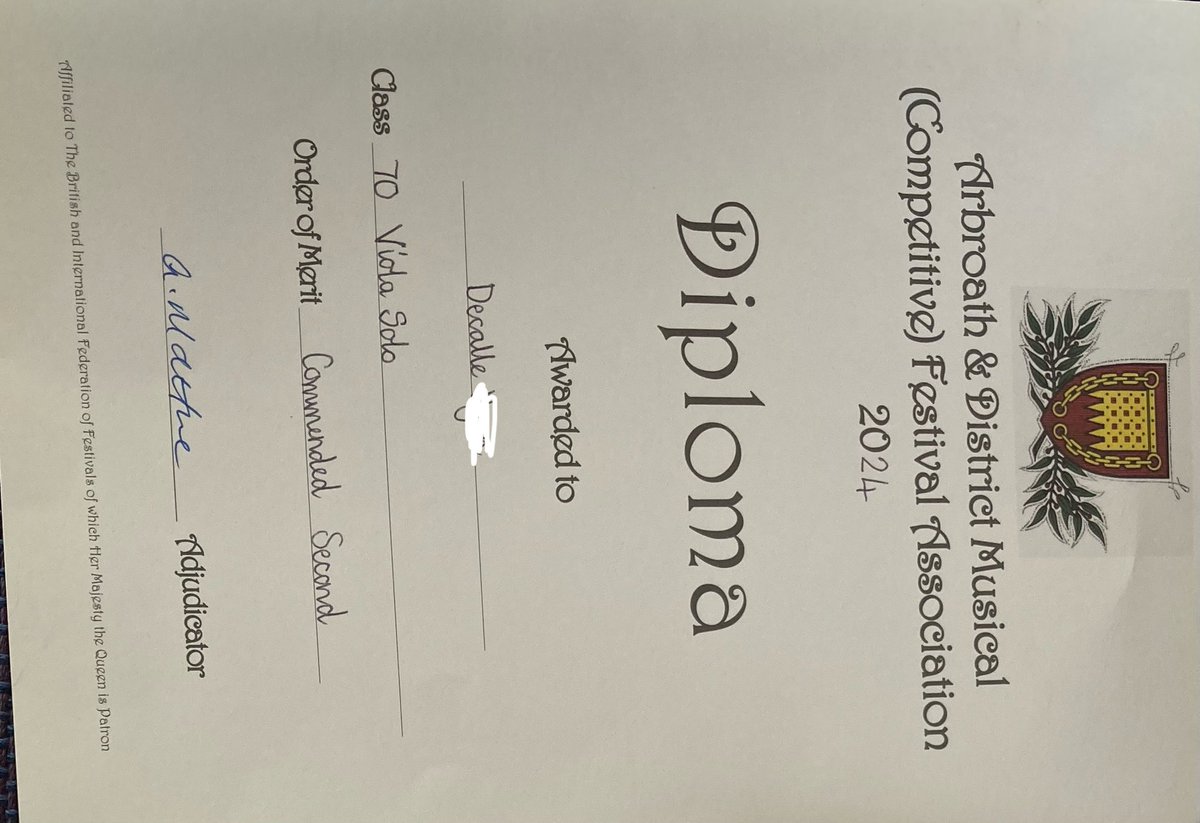 Arbroath & District Musical
(Competitive) Festival Association
2024
Diploma
Awarded to
Decalle
Class 70 Viola Solo
Order of Merit Commended Second
Adjudicator
Affiliated to The British and International Federation of Festivals of which Her Majesty the Queen is Patron